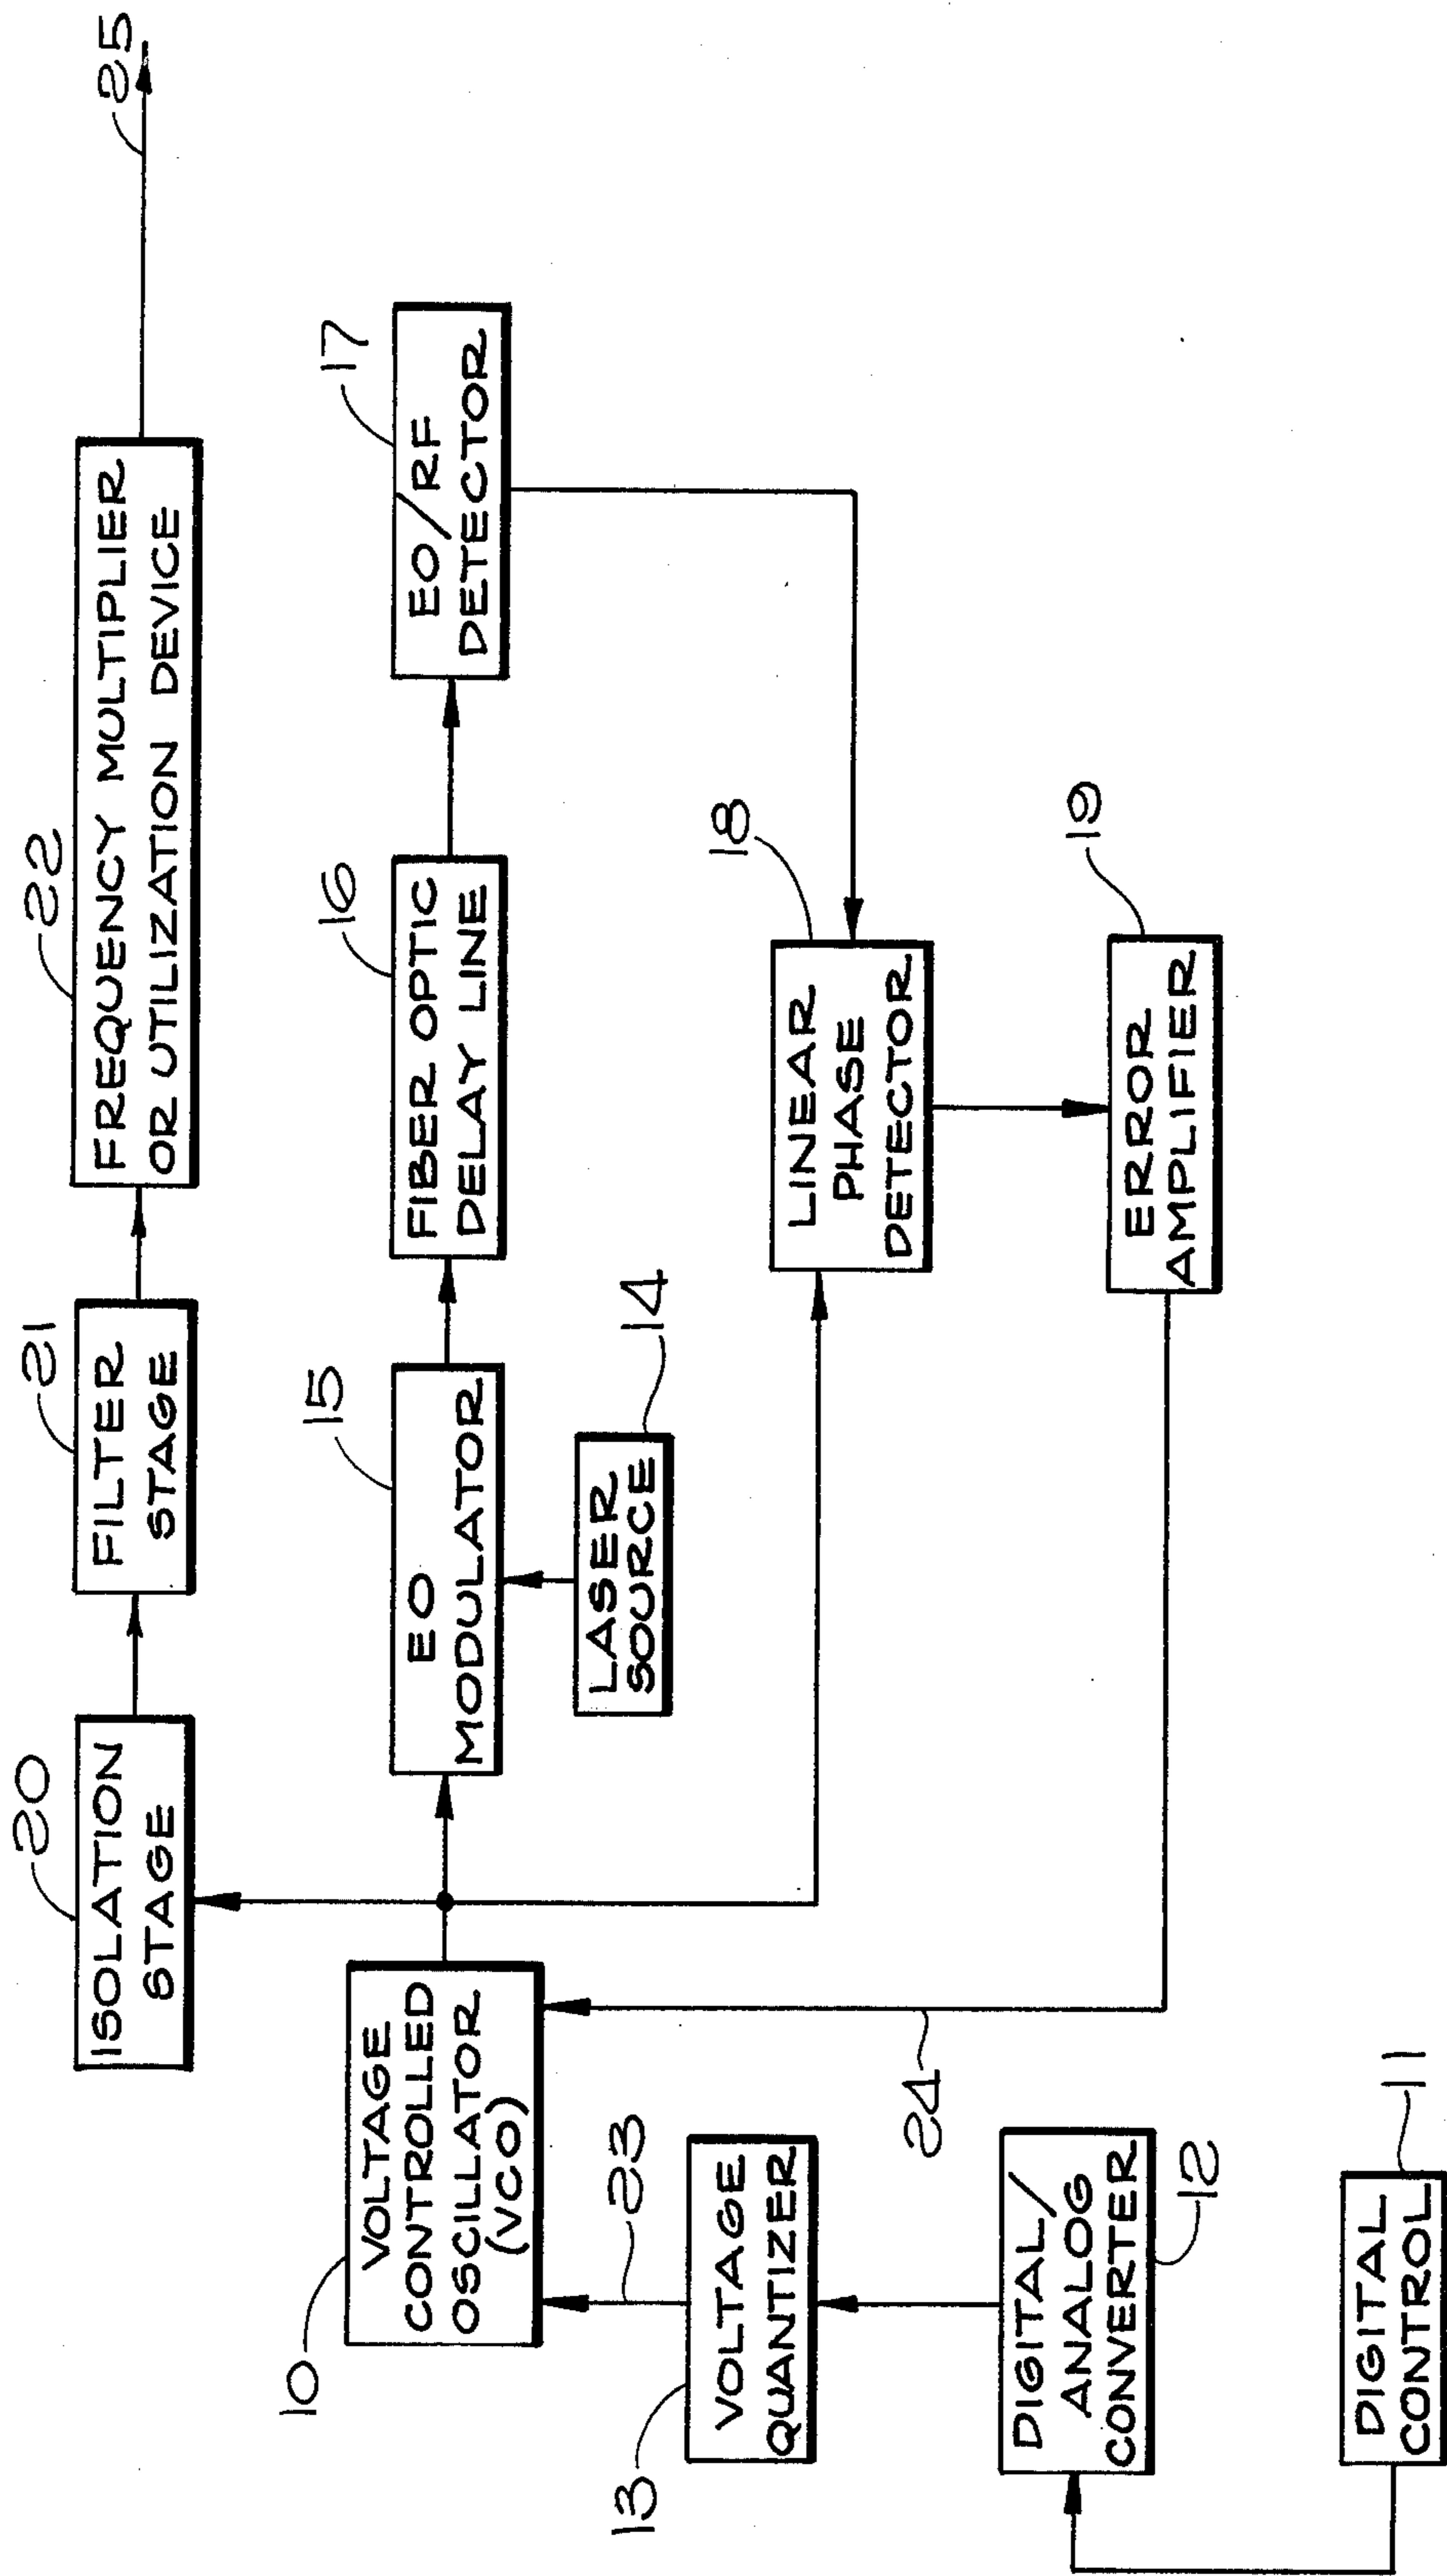 20
ISOLATION
STAGE
21
FILTER
STAGE
22
FREQUENCY MULTIPLIER
OR UTILIZATION DEVICE
25
10
VOLTAGE
CONTROLLED
OSCILLATOR
(VCO)
15
EO
MODULATOR
16
FIBER OPTIC
DELAY LINE
17
EO/RF
DETECTOR
14
LASER
SOURCE
23
13
VOLTAGE
QUANTIZER
18
LINEAR
PHASE
DETECTOR
24
DIGITAL/
ANALOG
CONVERTER
12
19
ERROR
AMPLIFIER
11
DIGITAL
CONTROL